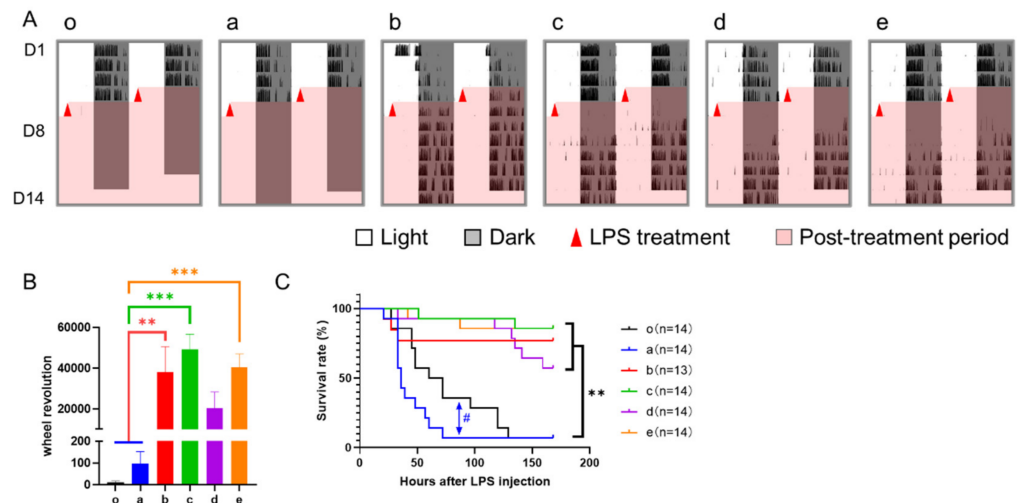 A
o a b c d e
D1
D8
D14
Light Dark LPS treatment Post-treatment period
B
***
***
**
60000
40000
20000
200
100
0
wheel revolution
o a b c d e
C
100
50
0
Survival rate (%)
#
**
0 50 100 150 200
Hours after LPS injection
o (n=14)
a (n=14)
b (n=13)
c (n=14)
d (n=14)
e (n=14)